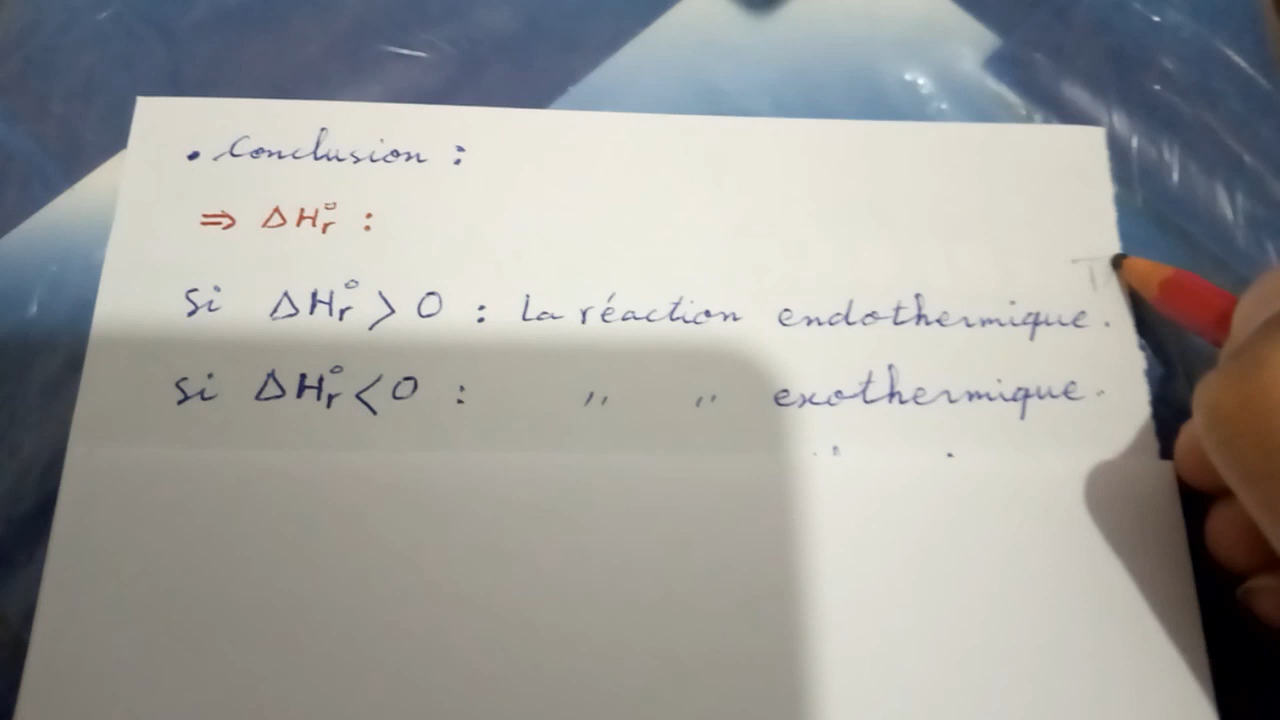 . Conclusion :
⇒ ΔH°r :
Si ΔH°r > 0 : La réaction endothermique.
Si ΔH°r < 0 : " " exothermique.